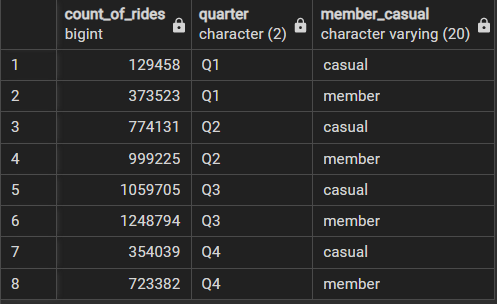 count_of_rides quarter member_casual
bigint character (2) character varying (20)
1 129458 Q1 casual
2 373523 Q1 member
3 774131 Q2 casual
4 999225 Q2 member
5 1059705 Q3 casual
6 1248794 Q3 member
7 354039 Q4 casual
8 723382 Q4 member